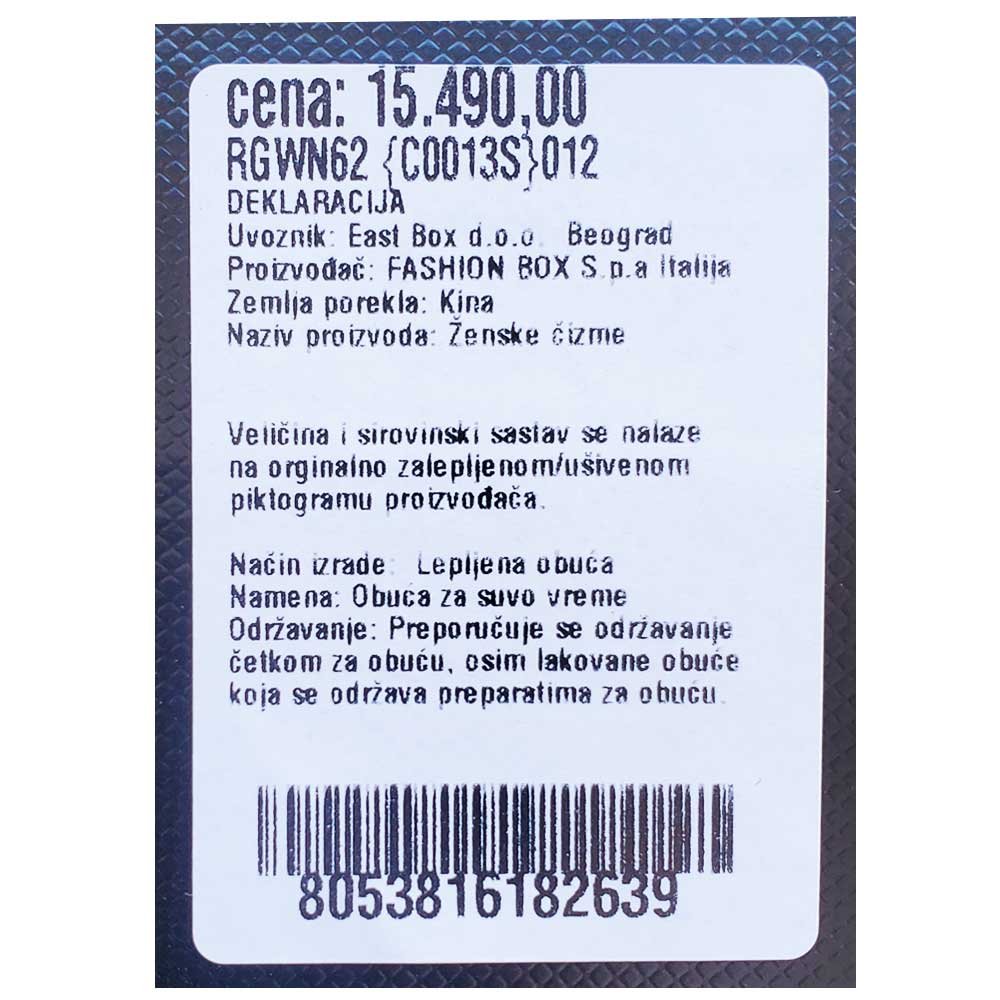 cena: 15.490,00
RGWN62 {C0013S}012
DEKLARACIJA
Uvoznik: East Box d.o.o. Beograd
Proizvođač: FASHION BOX S.p.a Italija
Zemlja porekla: Kina
Naziv proizvoda: Ženske čizme
Veličina i sirovinski sastav se nalaze
na orginalno zalepljenom/ušivenom
piktogramu proizvođača.
Način izrade: Lepljena obuća
Namena: Obuća za suvo vreme
Održavanje: Preporučuje se održavanje
četkom za obuću, osim lakovane obuće
koja se održava preparatima za obuću.
8053816182639